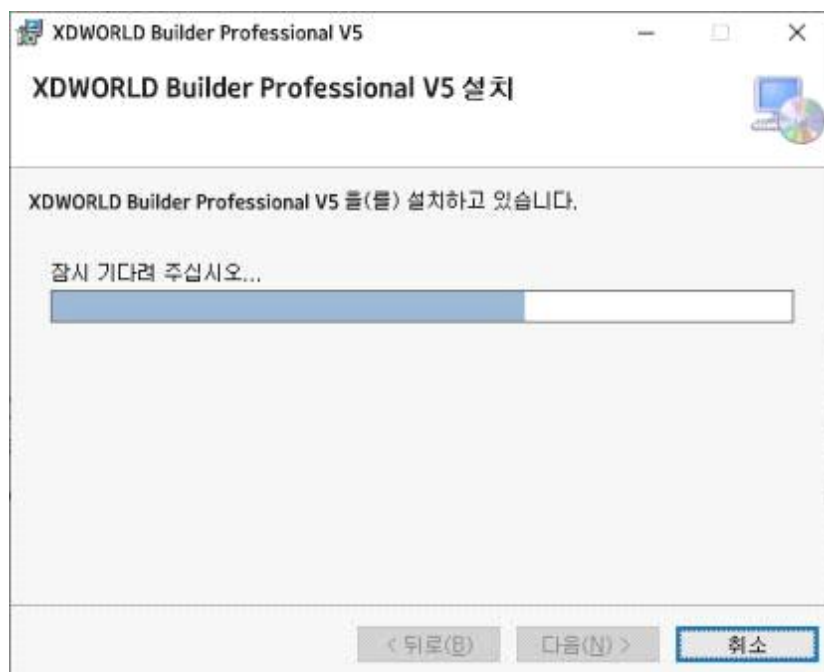 XDWORLD Builder Professional V5
XDWORLD Builder Professional V5 설치
XDWORLD Builder Professional V5 을(를) 설치하고 있습니다.
잠시 기다려 주십시오...
< 뒤로(B) 다음(N) > 취소